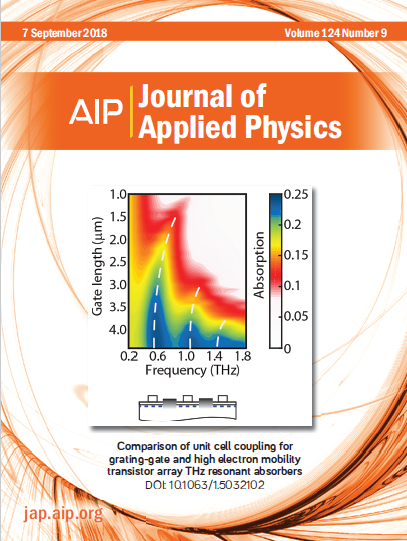 7 September 2018
Volume 124 Number 9
AIP
Journal of
Applied Physics
1.0
1.5
2.0
2.5
3.0
3.5
4.0
Gate length (μm)
0.2 0.6 1.0 1.4 1.8
Frequency (THz)
0.25
0.2
0.15
0.1
0.05
0
Absorption
Comparison of unit cell coupling for
grating-gate and high electron mobility
transistor array THz resonant absorbers
DOI: 10.1063/1.5032102
jap.aip.org